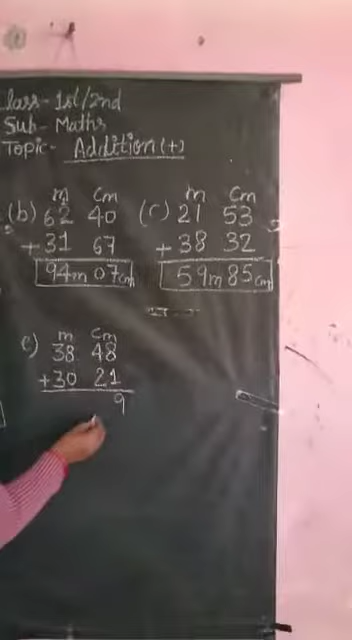 Class- 1st/2nd
Sub- Maths
Topic- Addition (+)
m Cm
(b) 62 40
+31 67
94m 07cm
m Cm
(c) 21 53
+38 32
59m 85cm
m Cm
e) 38 48
+30 21
9